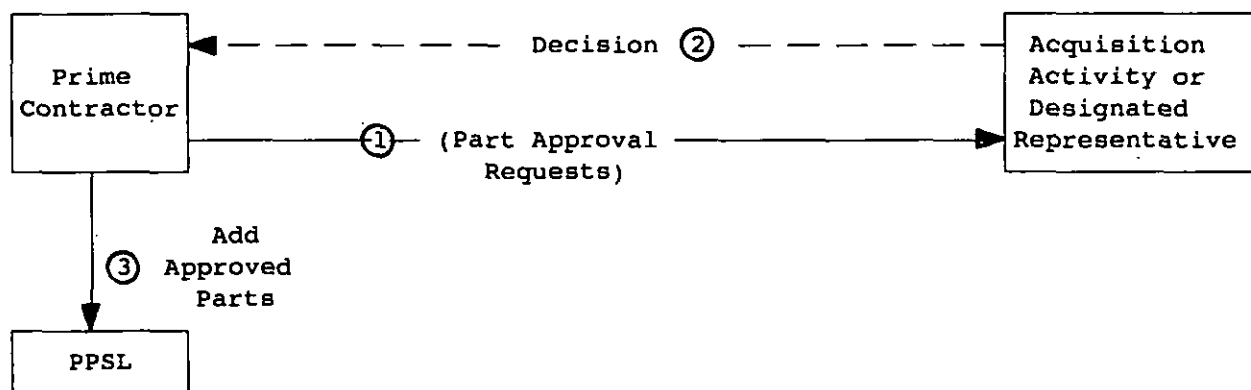 Prime
Contractor
Decision ②
Acquisition
Activity or
Designated
Representative
① (Part Approval
Requests)
③
Add
Approved
Parts
PPSL